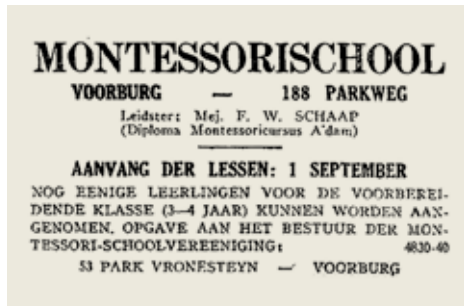 MONTESSORISCHOOL
VOORBURG — 188 PARKWEG
Leidster: Mej. F. W. SCHAAP
(Diploma Montessoricursus A'dam)
AANVANG DER LESSEN: 1 SEPTEMBER
NOG EENIGE LEERLINGEN VOOR DE VOORBEREI-
DENDE KLASSE (3—4 JAAR) KUNNEN WORDEN AAN-
GENOMEN, OPGAVE AAN HET BESTUUR DER MON-
TESSORI-SCHOOLVEREENIGING: 4830-40
53 PARK VRONESTEYN — VOORBURG